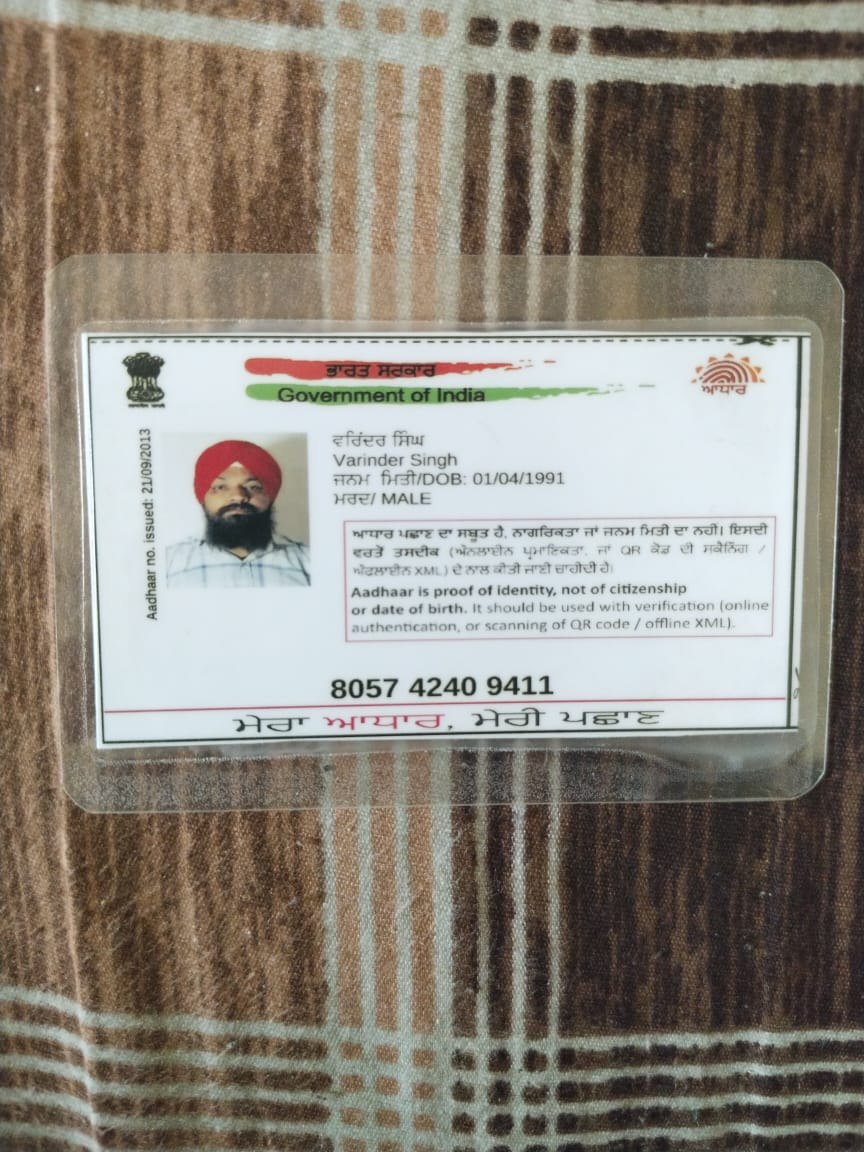 ਭਾਰਤ ਸਰਕਾਰ
Government of India
ਆਧਾਰ
Aadhaar no. issued: 21/09/2013
ਵਰਿੰਦਰ ਸਿੰਘ
Varinder Singh
ਜਨਮ ਮਿਤੀ/DOB: 01/04/1991
ਮਰਦ/ MALE
ਆਧਾਰ ਪਛਾਣ ਦਾ ਸਬੂਤ ਹੈ, ਨਾਗਰਿਕਤਾ ਜਾਂ ਜਨਮ ਮਿਤੀ ਦਾ ਨਹੀਂ। ਇਸਦੀ
ਵਰਤੋਂ ਤਸਦੀਕ (ਔਨਲਾਈਨ ਪ੍ਰਮਾਣਿਕਤਾ, ਜਾਂ QR ਕੋਡ ਦੀ ਸਕੈਨਿੰਗ /
ਔਫਲਾਈਨ XML) ਦੇ ਨਾਲ ਕੀਤੀ ਜਾਣੀ ਚਾਹੀਦੀ ਹੈ।
Aadhaar is proof of identity, not of citizenship
or date of birth. It should be used with verification (online
authentication, or scanning of QR code / offline XML).
8057 4240 9411
ਮੇਰਾ ਆਧਾਰ, ਮੇਰੀ ਪਛਾਣ